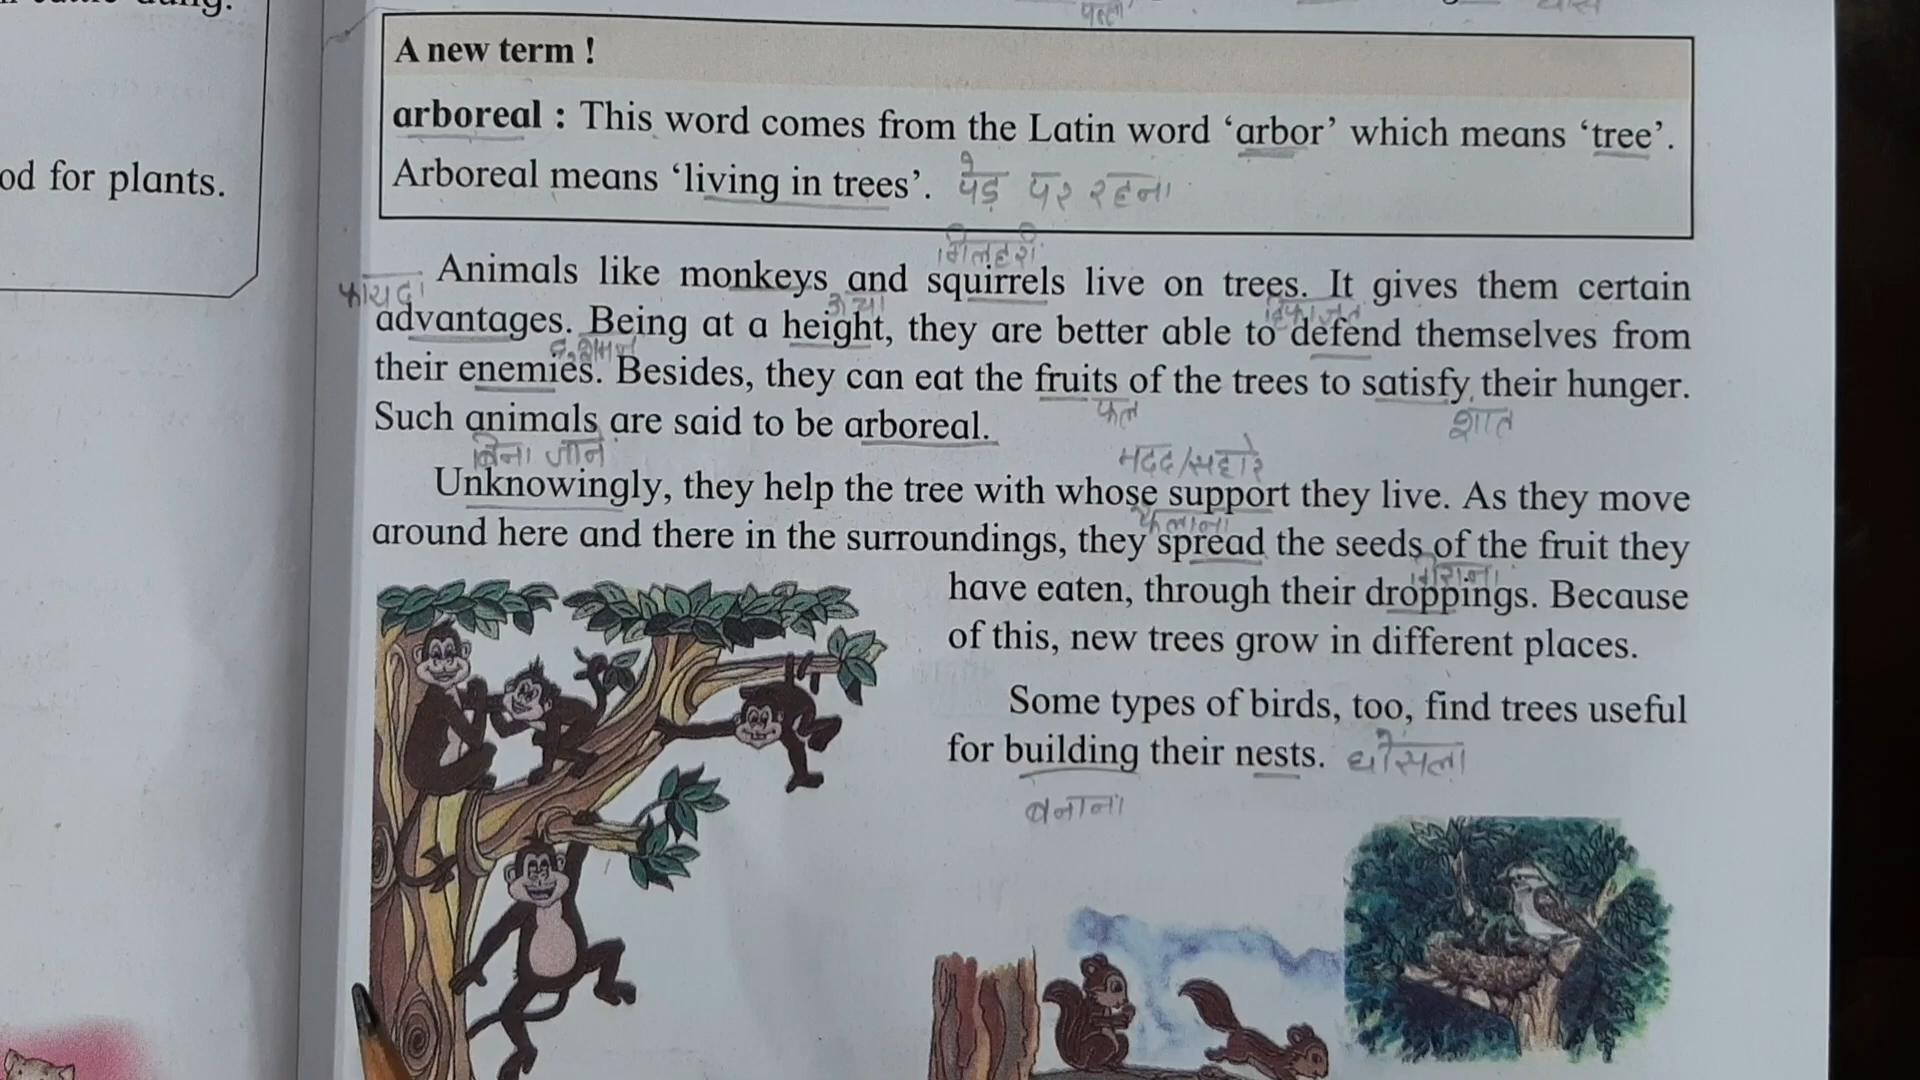 od for plants.
A new term !
arboreal : This word comes from the Latin word ‘arbor’ which means ‘tree’.
Arboreal means ‘living in trees’. पेड़ पर रहना
गिलहरी
Animals like monkeys and squirrels live on trees. It gives them certain
फायदा
advantages. Being at a height, they are better able to defend themselves from
their enemies. Besides, they can eat the fruits of the trees to satisfy their hunger.
फल
Such animals are said to be arboreal.
बिना जाने मदद/सहारे
Unknowingly, they help the tree with whose support they live. As they move
फैलाना
around here and there in the surroundings, they spread the seeds of the fruit they
have eaten, through their droppings. Because
of this, new trees grow in different places.
Some types of birds, too, find trees useful
for building their nests. घोंसला
बनाना